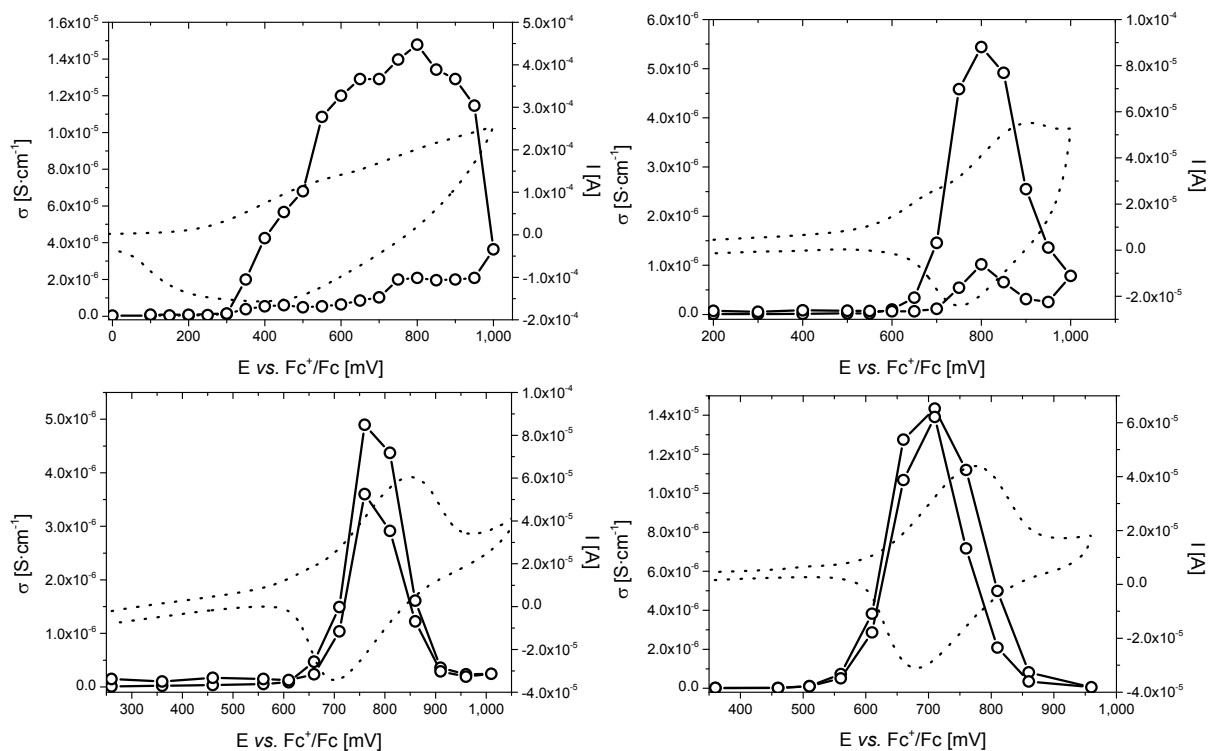 1.6x10⁻⁵
1.4x10⁻⁵
1.2x10⁻⁵
1.0x10⁻⁵
8.0x10⁻⁶
6.0x10⁻⁶
4.0x10⁻⁶
2.0x10⁻⁶
0.0
σ [S·cm⁻¹]
5.0x10⁻⁴
4.0x10⁻⁴
3.0x10⁻⁴
2.0x10⁻⁴
1.0x10⁻⁴
0.0
-1.0x10⁻⁴
-2.0x10⁻⁴
I [A]
0 200 400 600 800 1,000
E vs. Fc⁺/Fc [mV]
6.0x10⁻⁶
5.0x10⁻⁶
4.0x10⁻⁶
3.0x10⁻⁶
2.0x10⁻⁶
1.0x10⁻⁶
0.0
σ [S·cm⁻¹]
1.0x10⁻⁴
8.0x10⁻⁵
6.0x10⁻⁵
4.0x10⁻⁵
2.0x10⁻⁵
0.0
-2.0x10⁻⁵
I [A]
200 300 400 500 600 700 800 900 1,000
E vs. Fc⁺/Fc [mV]
5.0x10⁻⁶
4.0x10⁻⁶
3.0x10⁻⁶
2.0x10⁻⁶
1.0x10⁻⁶
0.0
σ [S·cm⁻¹]
1.0x10⁻⁴
8.0x10⁻⁵
6.0x10⁻⁵
4.0x10⁻⁵
2.0x10⁻⁵
0.0
-2.0x10⁻⁵
-4.0x10⁻⁵
I [A]
300 400 500 600 700 800 900 1,000
E vs. Fc⁺/Fc [mV]
1.4x10⁻⁵
1.2x10⁻⁵
1.0x10⁻⁵
8.0x10⁻⁶
6.0x10⁻⁶
4.0x10⁻⁶
2.0x10⁻⁶
0.0
σ [S·cm⁻¹]
6.0x10⁻⁵
4.0x10⁻⁵
2.0x10⁻⁵
0.0
-2.0x10⁻⁵
-4.0x10⁻⁵
I [A]
400 500 600 700 800 900 1,000
E vs. Fc⁺/Fc [mV]